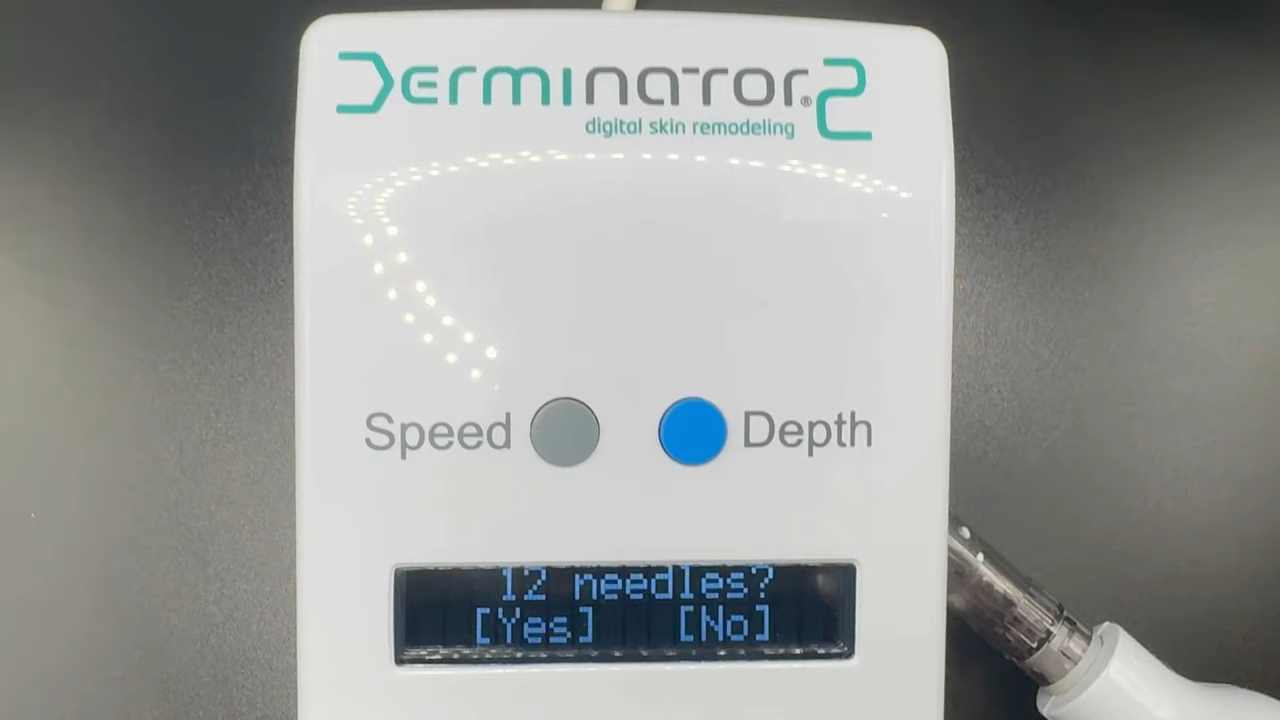 Derminator® 2
digital skin remodeling
Speed
Depth
12 needles?
[Yes] [No]